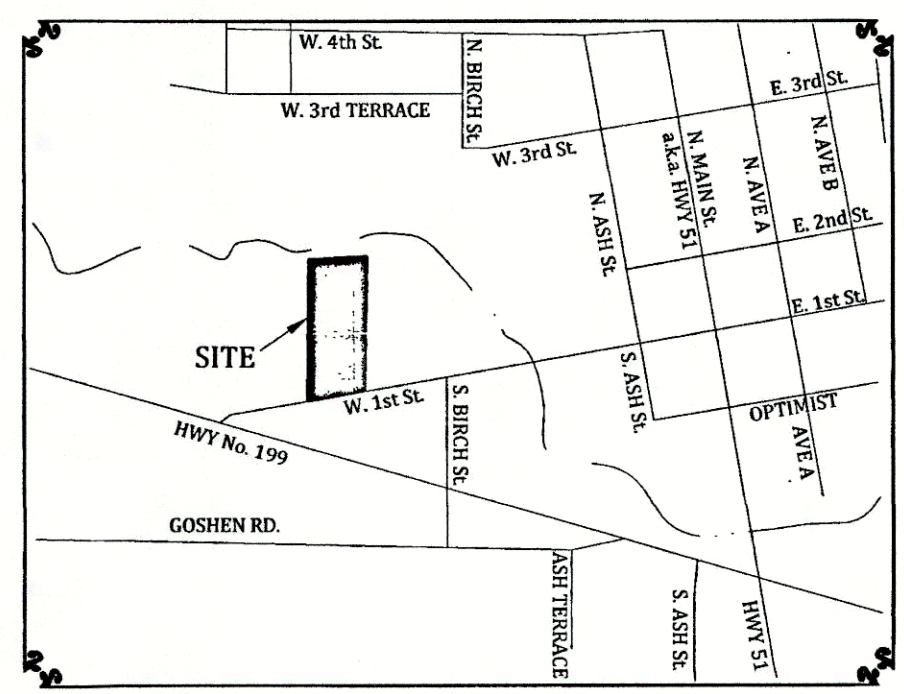 W. 4th St.
N. BIRCH St.
E. 3rd St.
W. 3rd TERRACE
W. 3rd St.
N. ASH St.
N. MAIN St.
a.k.a. HWY 51
N. AVE A
N. AVE B
E. 2nd St.
E. 1st St.
SITE
W. 1st St.
S. BIRCH St.
S. ASH St.
OPTIMIST
AVE A
HWY No. 199
GOSHEN RD.
ASH TERRACE
S. ASH St.
HWY 51